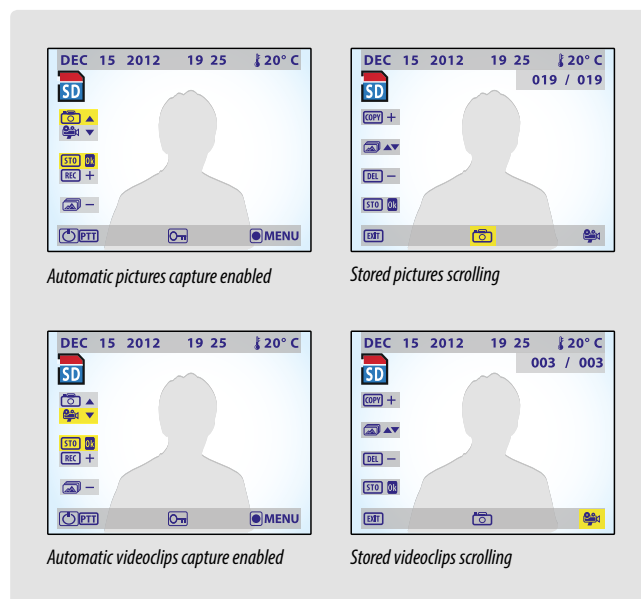 DEC 15 2012 19 25 20° C
SD
STO Ok
REC +
−
PTT
MENU
Automatic pictures capture enabled
DEC 15 2012 19 25 20° C
019 / 019
SD
COPY +
DEL −
STO Ok
EXIT
Stored pictures scrolling
DEC 15 2012 19 25 20° C
SD
STO Ok
REC +
−
PTT
MENU
Automatic videoclips capture enabled
DEC 15 2012 19 25 20° C
003 / 003
SD
COPY +
DEL −
STO Ok
EXIT
Stored videoclips scrolling